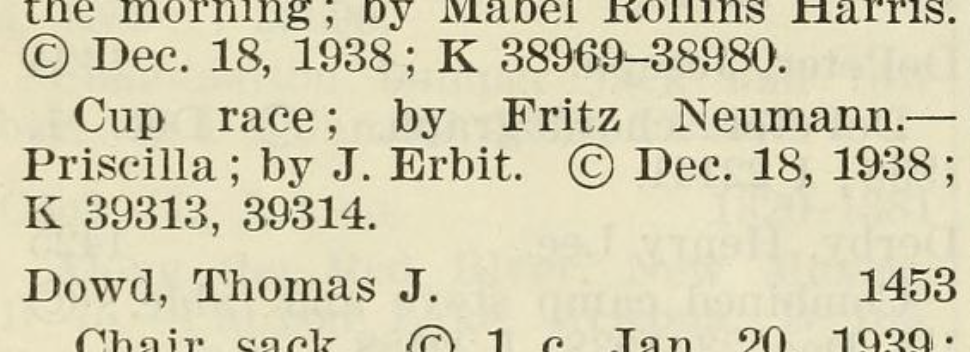 the morning; by Mabel Rollins Harris.
© Dec. 18, 1938; K 38969–38980.
Cup race; by Fritz Neumann.—
Priscilla; by J. Erbit. © Dec. 18, 1938;
K 39313, 39314.
Dowd, Thomas J. 1453
Chair sack. © 1 c. Jan. 20, 1939;